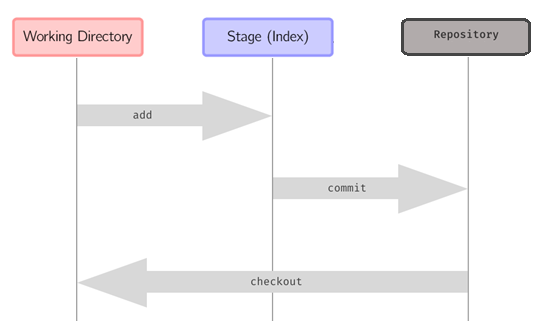 Working Directory
Stage (Index)
Repository
add
commit
checkout